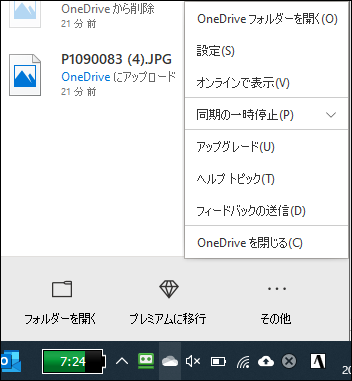 OneDrive から削除
21 分 前
P1090083 (4).JPG
OneDrive にアップロード
21 分 前
OneDrive フォルダーを開く(O)
設定(S)
オンラインで表示(V)
同期の一時停止(P)
アップグレード(U)
ヘルプ トピック(T)
フィードバックの送信(D)
OneDrive を閉じる(C)
フォルダーを開く
プレミアムに移行
その他
7:24
A
20